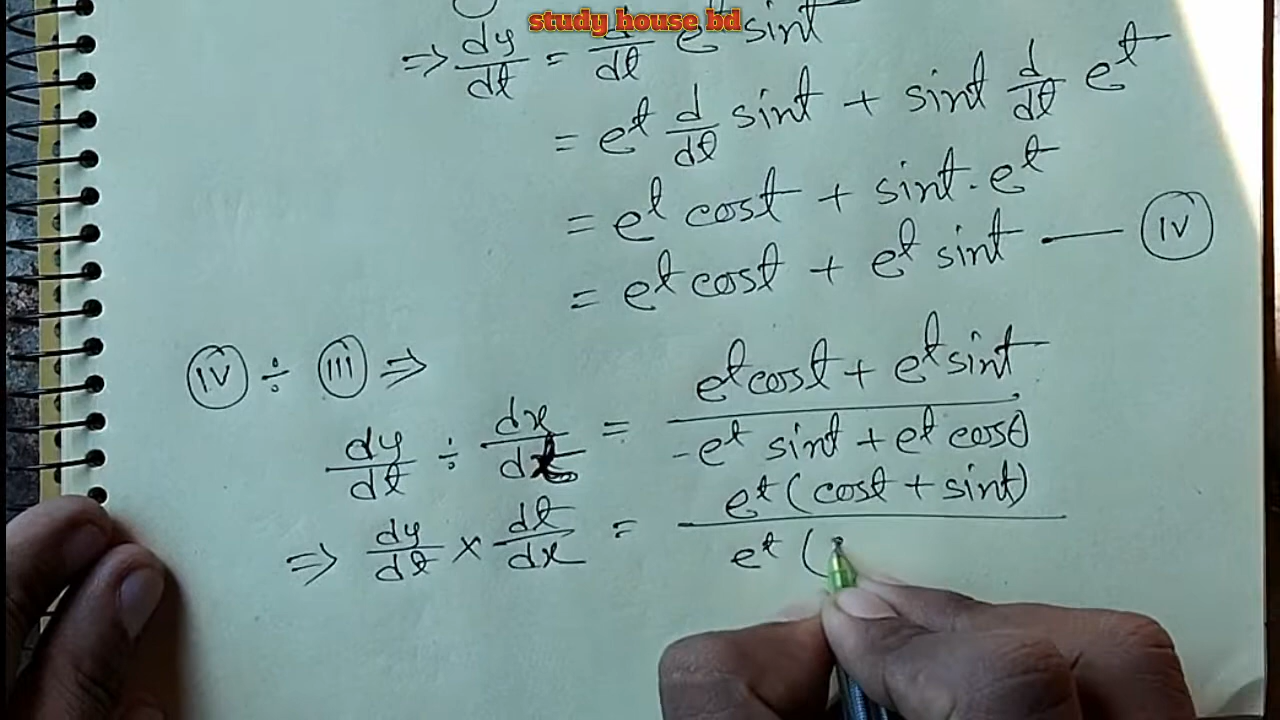 study house bd
⇒ dy/dt = d/dt e^t sint
= e^t d/dt sint + sint d/dt e^t
= e^t cost + sint · e^t
= e^t cost + e^t sint — (IV)
(IV) ÷ (III) ⇒
dy/dt ÷ dx/dt = (e^t cost + e^t sint)/(-e^t sint + e^t cost)
⇒ dy/dt × dt/dx = e^t (cost + sint)/e^t (